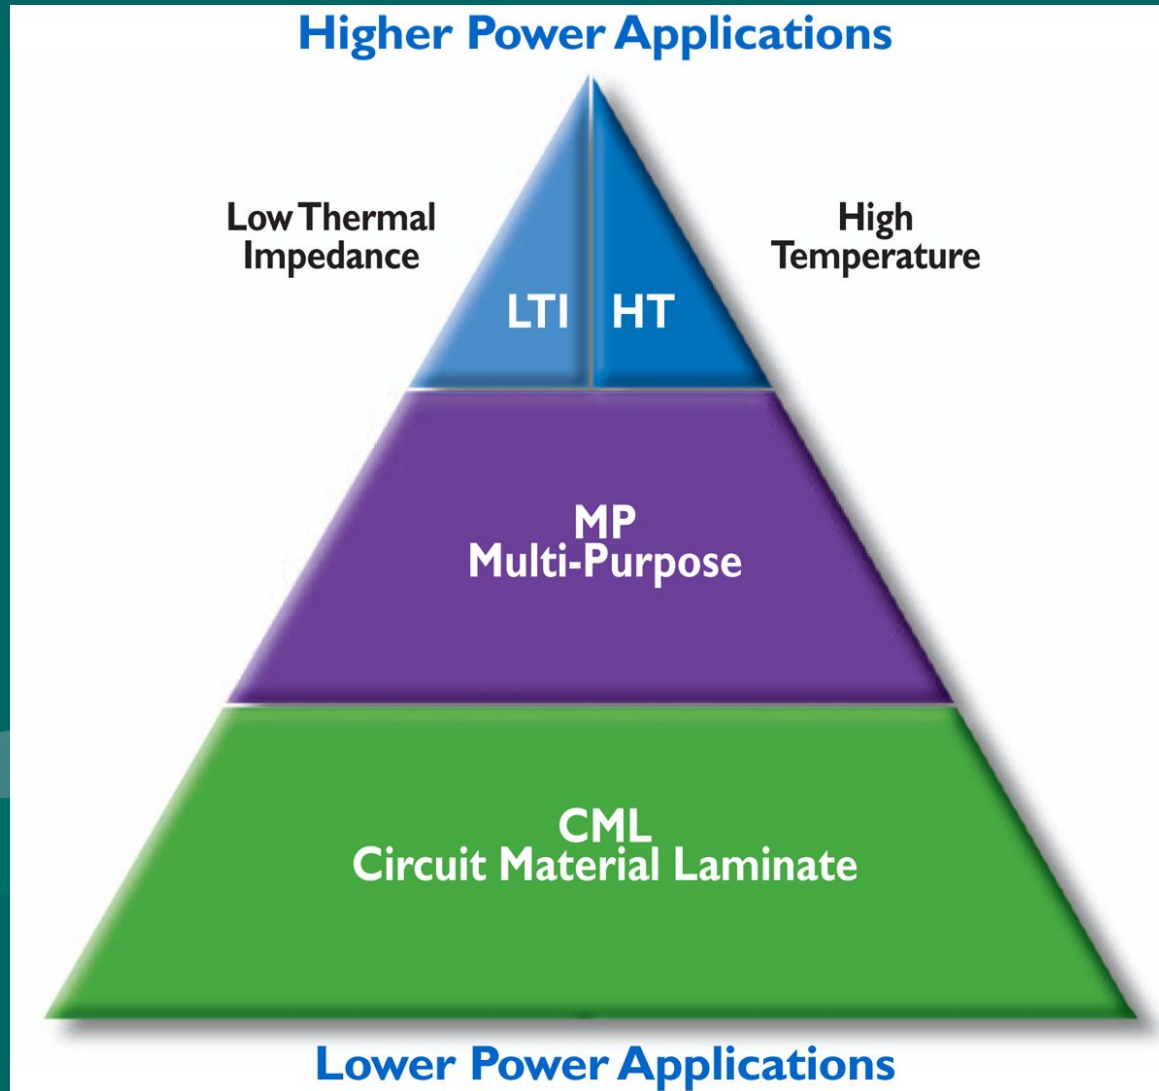 Higher Power Applications
Low Thermal
Impedance
High
Temperature
LTI
HT
MP
Multi-Purpose
CML
Circuit Material Laminate
Lower Power Applications